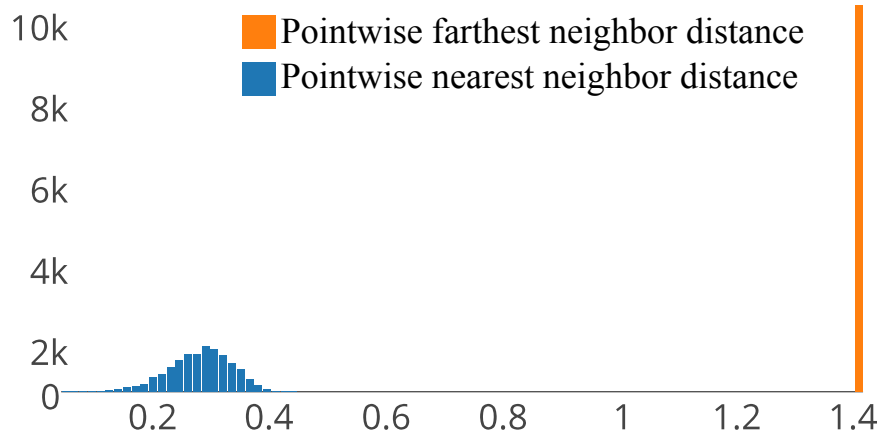 Pointwise farthest neighbor distance
Pointwise nearest neighbor distance
10k
8k
6k
4k
2k
0
0.2 0.4 0.6 0.8 1 1.2 1.4